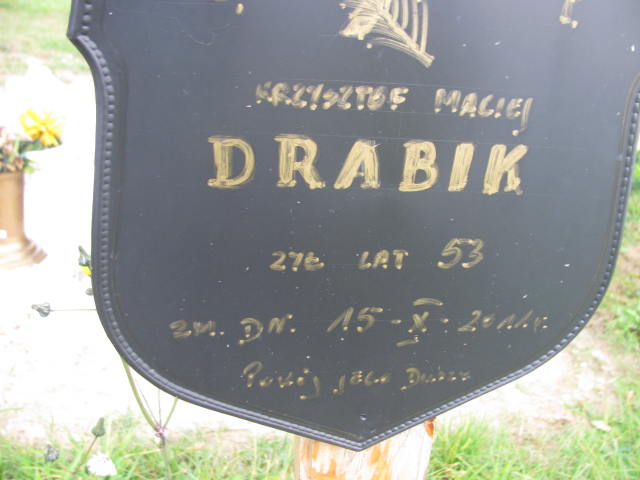 KRZYSZTOF MACIEJ
DRABIK
ŻYŁ LAT 53
ZM. DN. 15-X-2011r.
Pokój jego Duszy